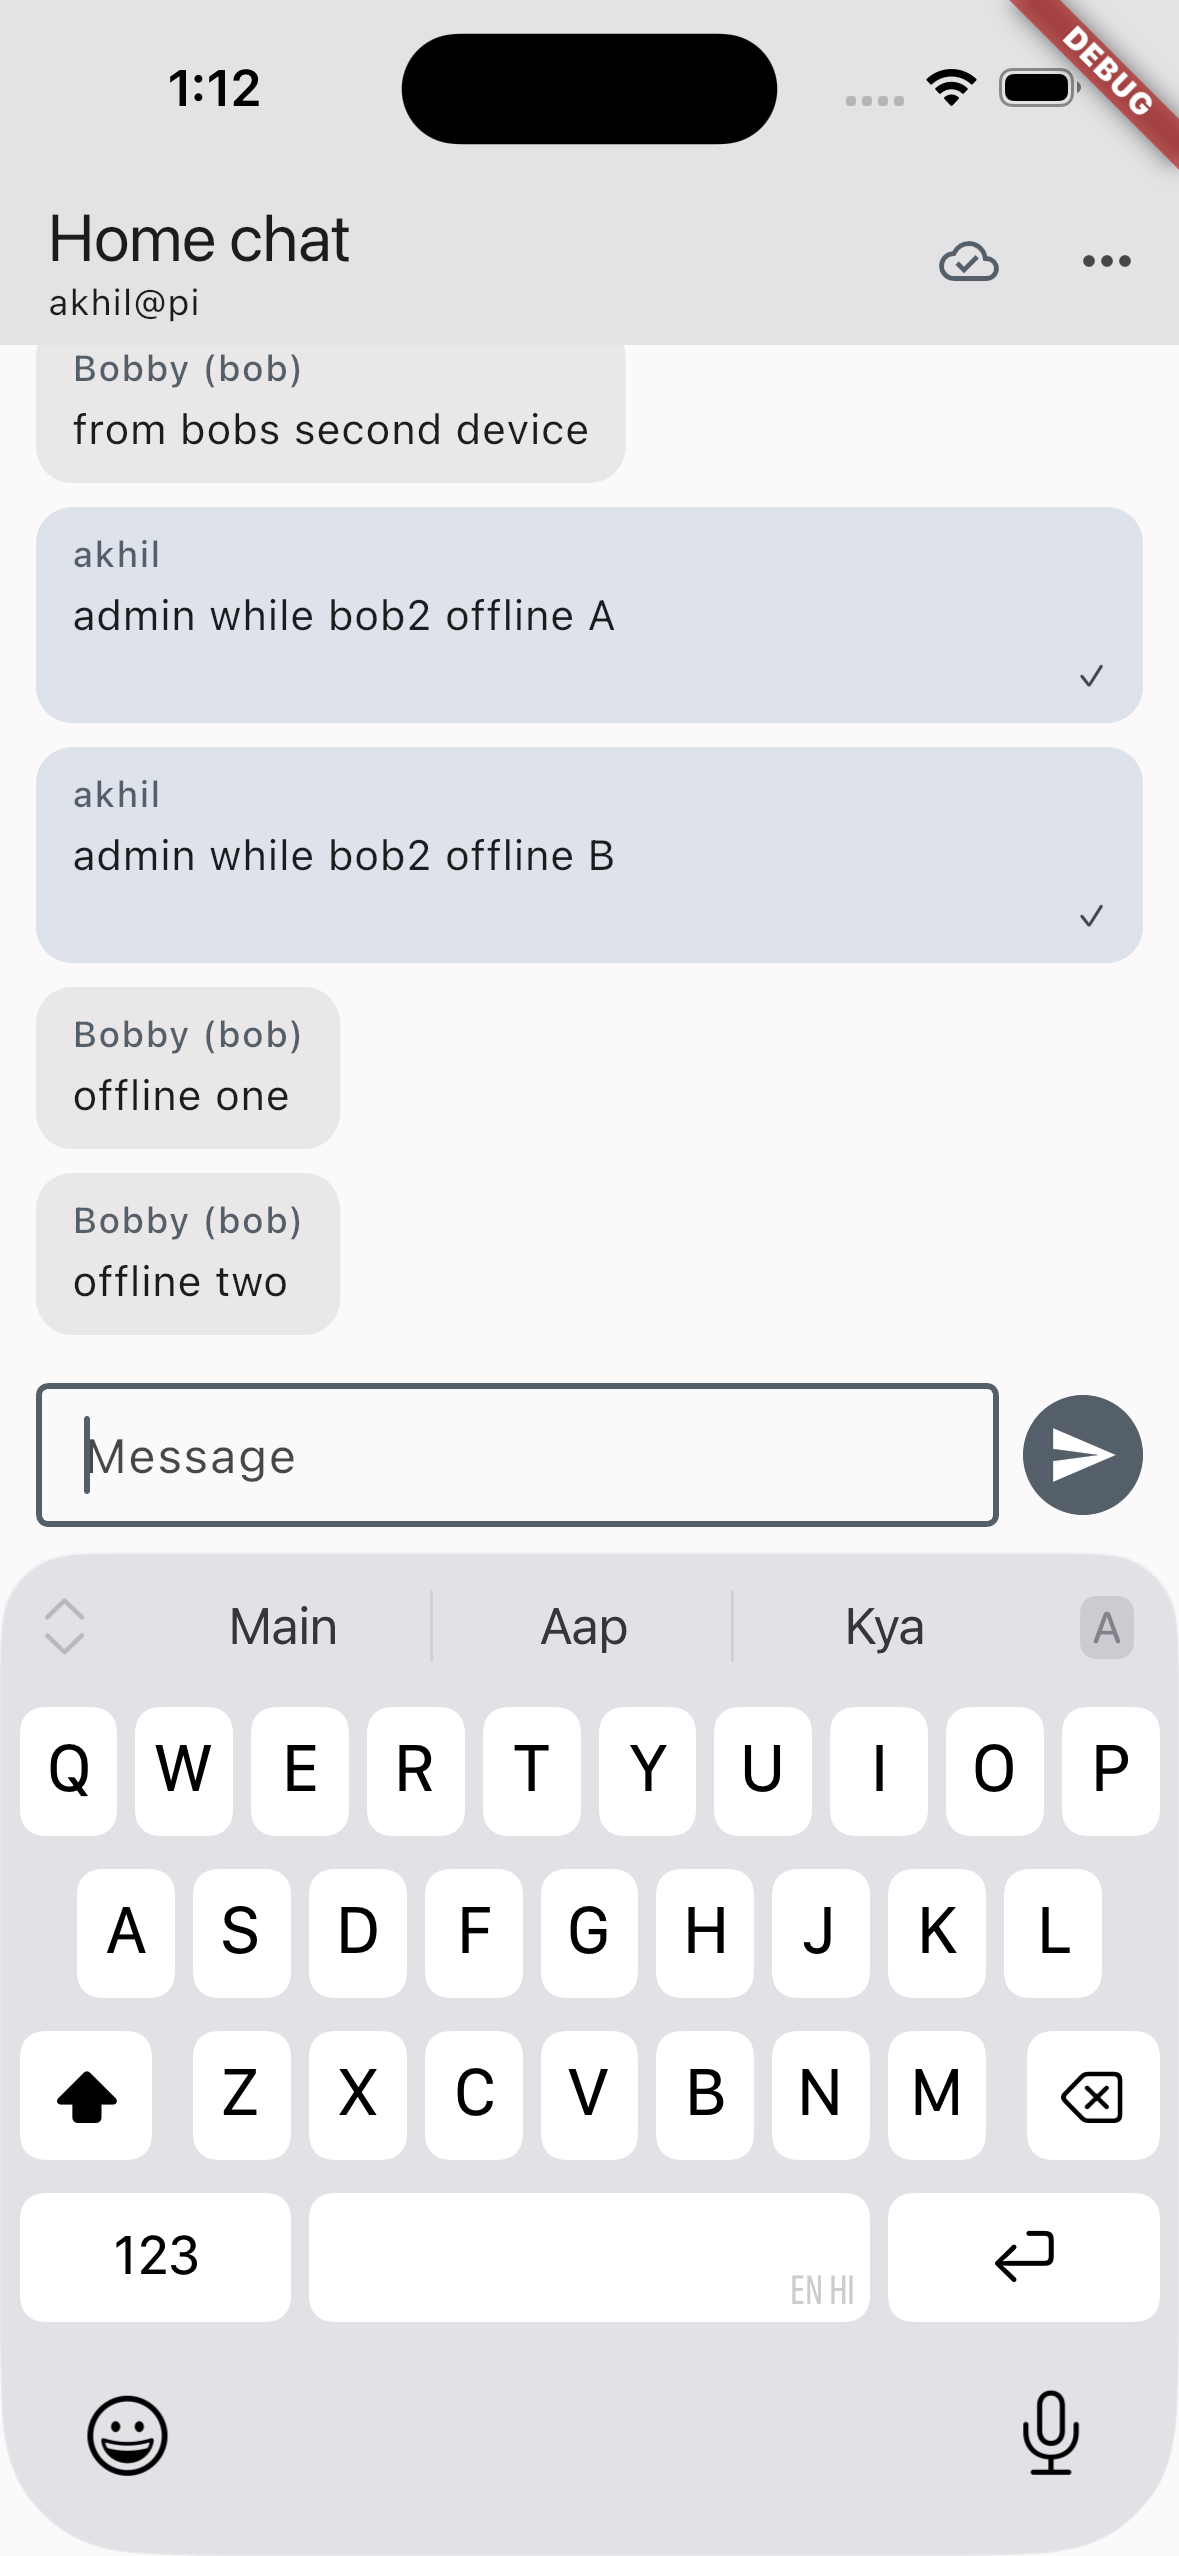 1:12
DEBUG
Home chat
akhil@pi
Bobby (bob)
from bobs second device
akhil
admin while bob2 offline A
akhil
admin while bob2 offline B
Bobby (bob)
offline one
Bobby (bob)
offline two
Message
Main Aap Kya A
Q W E R T Y U I O P
A S D F G H J K L
Z X C V B N M
123
EN HI